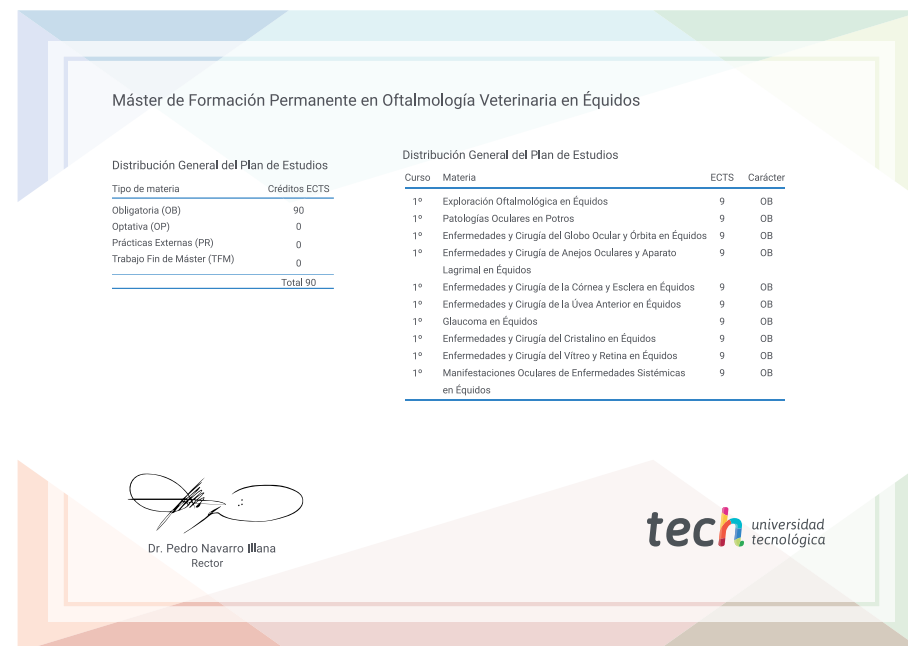 Máster de Formación Permanente en Oftalmología Veterinaria en Équidos
Distribución General del Plan de Estudios
Tipo de materia Créditos ECTS
Obligatoria (OB) 90
Optativa (OP) 0
Prácticas Externas (PR) 0
Trabajo Fin de Máster (TFM) 0
Total 90
Distribución General del Plan de Estudios
Curso Materia ECTS Carácter
1º Exploración Oftalmológica en Équidos 9 OB
1º Patologías Oculares en Potros 9 OB
1º Enfermedades y Cirugía del Globo Ocular y Órbita en Équidos 9 OB
1º Enfermedades y Cirugía de Anejos Oculares y Aparato 9 OB
Lagrimal en Équidos
1º Enfermedades y Cirugía de la Córnea y Esclera en Équidos 9 OB
1º Enfermedades y Cirugía de la Úvea Anterior en Équidos 9 OB
1º Glaucoma en Équidos 9 OB
1º Enfermedades y Cirugía del Cristalino en Équidos 9 OB
1º Enfermedades y Cirugía del Vítreo y Retina en Équidos 9 OB
1º Manifestaciones Oculares de Enfermedades Sistémicas 9 OB
en Équidos
Dr. Pedro Navarro Illana
Rector
tech universidad
tecnológica